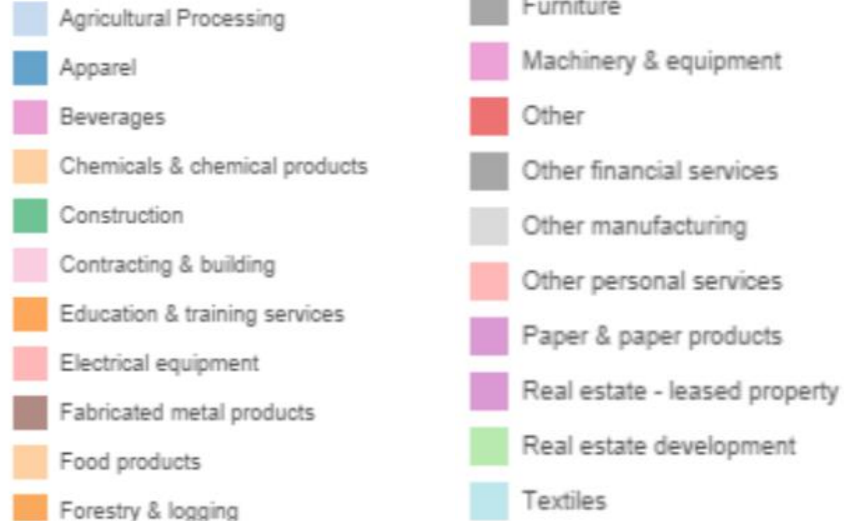 Agricultural Processing
Apparel
Beverages
Chemicals & chemical products
Construction
Contracting & building
Education & training services
Electrical equipment
Fabricated metal products
Food products
Forestry & logging
Furniture
Machinery & equipment
Other
Other financial services
Other manufacturing
Other personal services
Paper & paper products
Real estate - leased property
Real estate development
Textiles